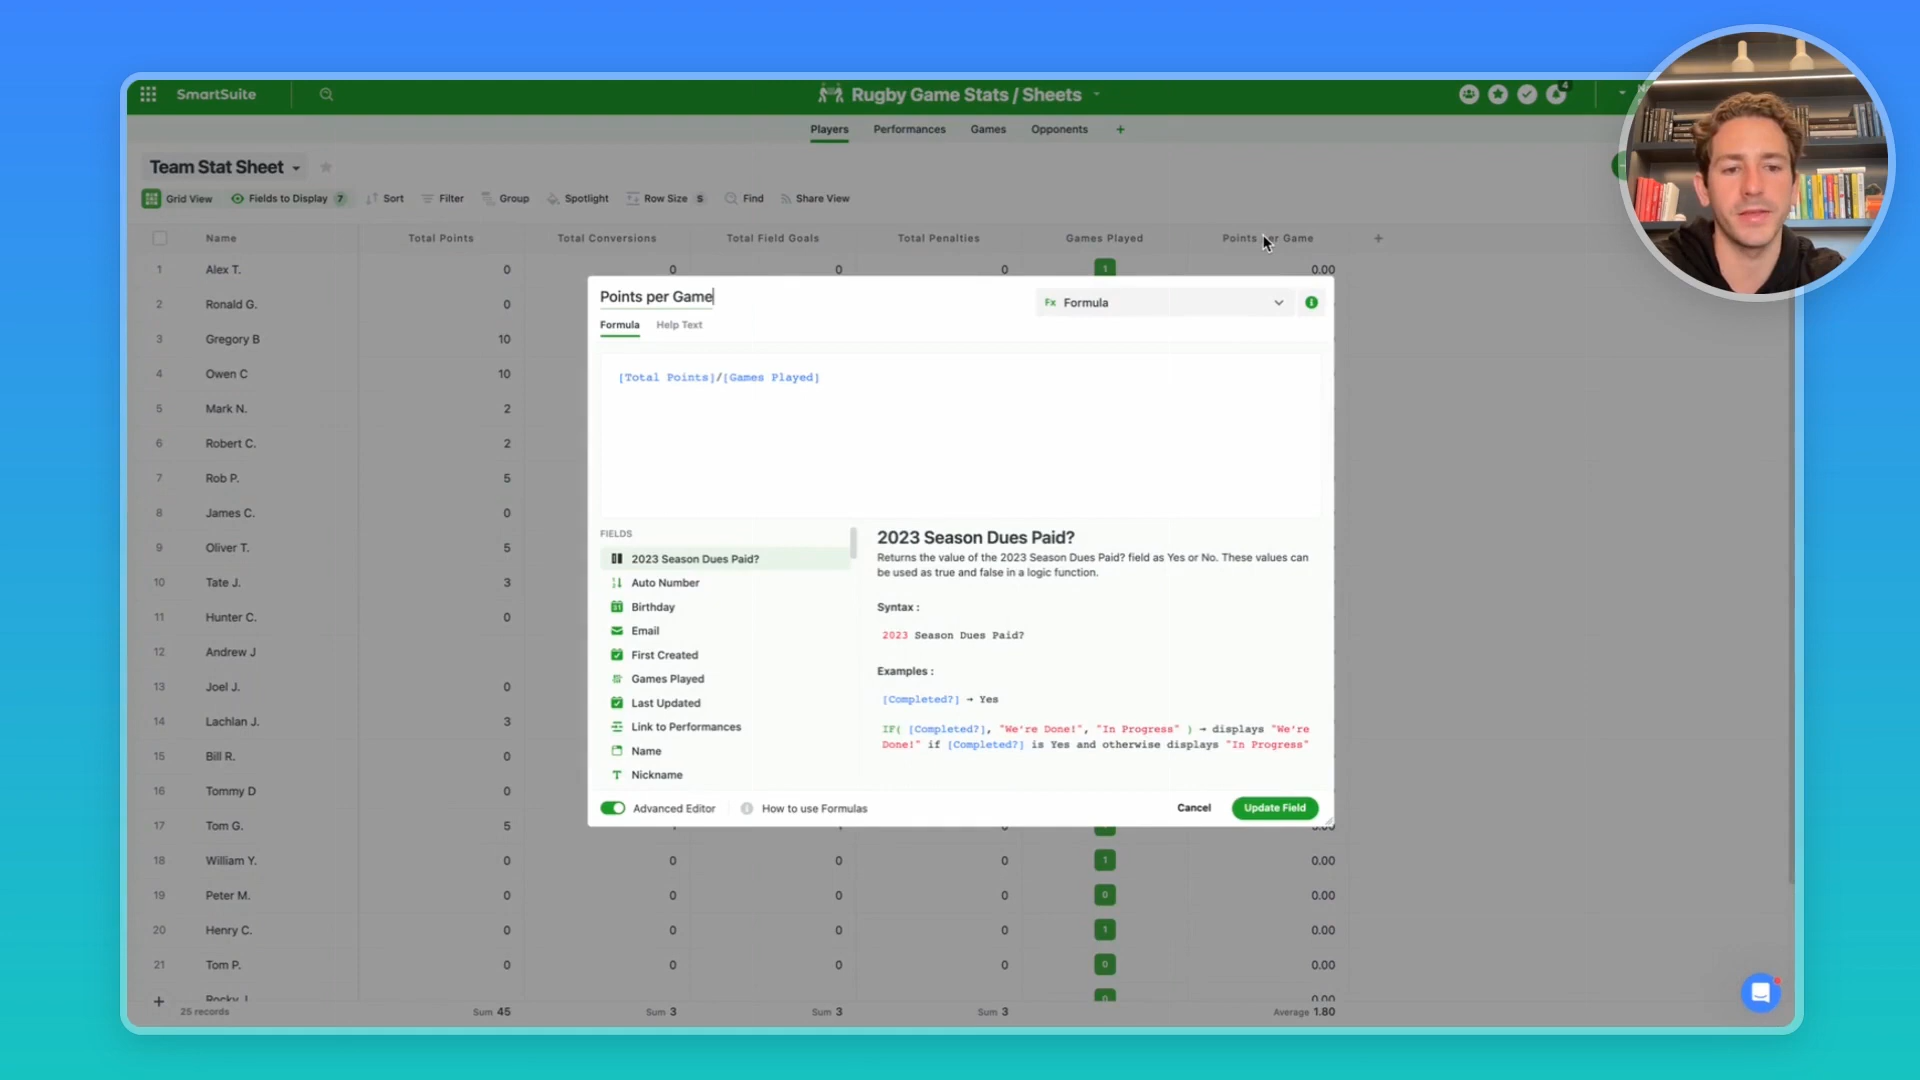 SmartSuite
Rugby Game Stats / Sheets
4
Players Performances Games Opponents +
Team Stat Sheet
Grid View Fields to Display 7 Sort Filter Group Spotlight Row Size S Find Share View
Name Total Points Total Conversions Total Field Goals Total Penalties Games Played Points per Game +
1 Alex T. 0 0 0 0 1 0.00
2 Ronald G. 0
3 Gregory B 10
4 Owen C 10
5 Mark N. 2
6 Robert C. 2
7 Rob P. 5
8 James C. 0
9 Oliver T. 5
10 Tate J. 3
11 Hunter C. 0
12 Andrew J
13 Joel J. 0
14 Lachlan J. 3
15 Bill R. 0
16 Tommy D 0
17 Tom G. 5
18 William Y. 0 0 0 0 1 0.00
19 Peter M. 0 0 0 0 0 0.00
20 Henry C. 0 0 0 0 1 0.00
21 Tom P. 0 0 0 0 0 0.00
+
25 records Sum 45 Sum 3 Sum 3 Sum 3 Average 1.80
Points per Game
Fx Formula
Formula Help Text
[Total Points]/[Games Played]
FIELDS
2023 Season Dues Paid?
Auto Number
Birthday
Email
First Created
Games Played
Last Updated
Link to Performances
Name
Nickname
2023 Season Dues Paid?
Returns the value of the 2023 Season Dues Paid? field as Yes or No. These values can
be used as true and false in a logic function.
Syntax :
2023 Season Dues Paid?
Examples :
[Completed?] → Yes
IF( [Completed?], "We're Done!", "In Progress" ) → displays "We're
Done!" if [Completed?] is Yes and otherwise displays "In Progress"
Advanced Editor How to use Formulas Cancel Update Field